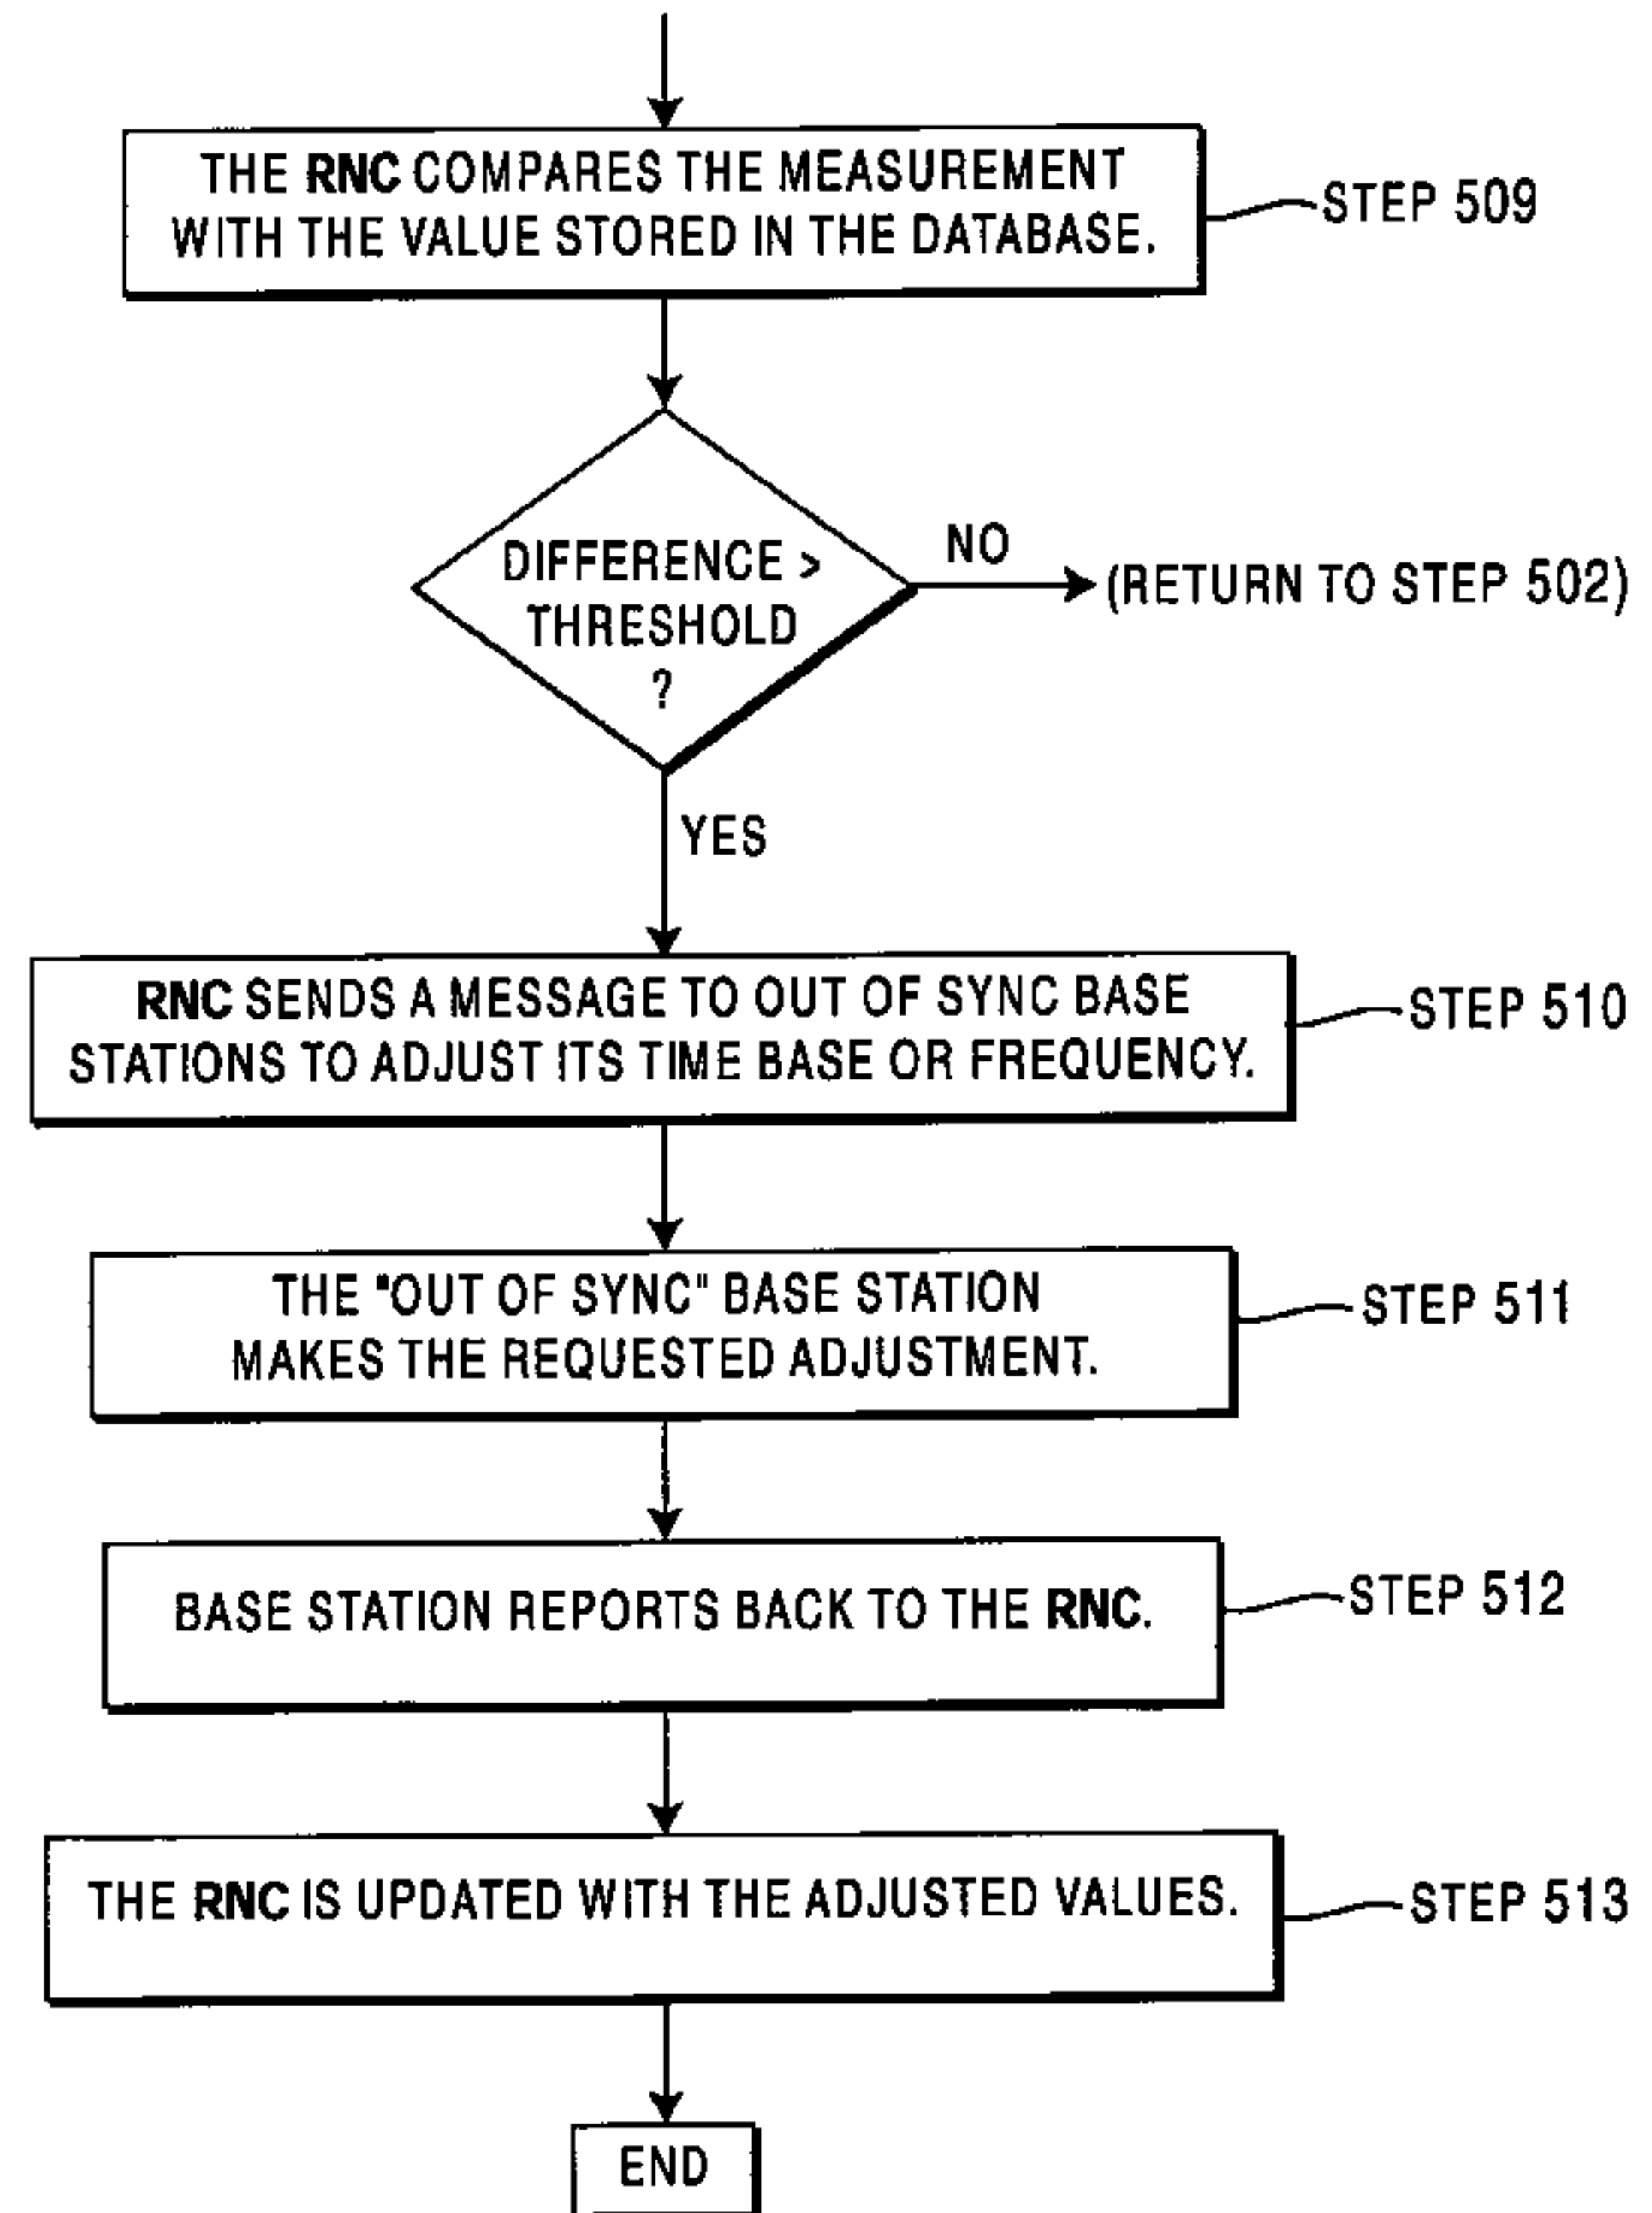 THE RNC COMPARES THE MEASUREMENT
WITH THE VALUE STORED IN THE DATABASE.
STEP 509
DIFFERENCE >
THRESHOLD
?
NO
(RETURN TO STEP 502)
YES
RNC SENDS A MESSAGE TO OUT OF SYNC BASE
STATIONS TO ADJUST ITS TIME BASE OR FREQUENCY.
STEP 510
THE "OUT OF SYNC" BASE STATION
MAKES THE REQUESTED ADJUSTMENT.
STEP 511
BASE STATION REPORTS BACK TO THE RNC.
STEP 512
THE RNC IS UPDATED WITH THE ADJUSTED VALUES.
STEP 513
END